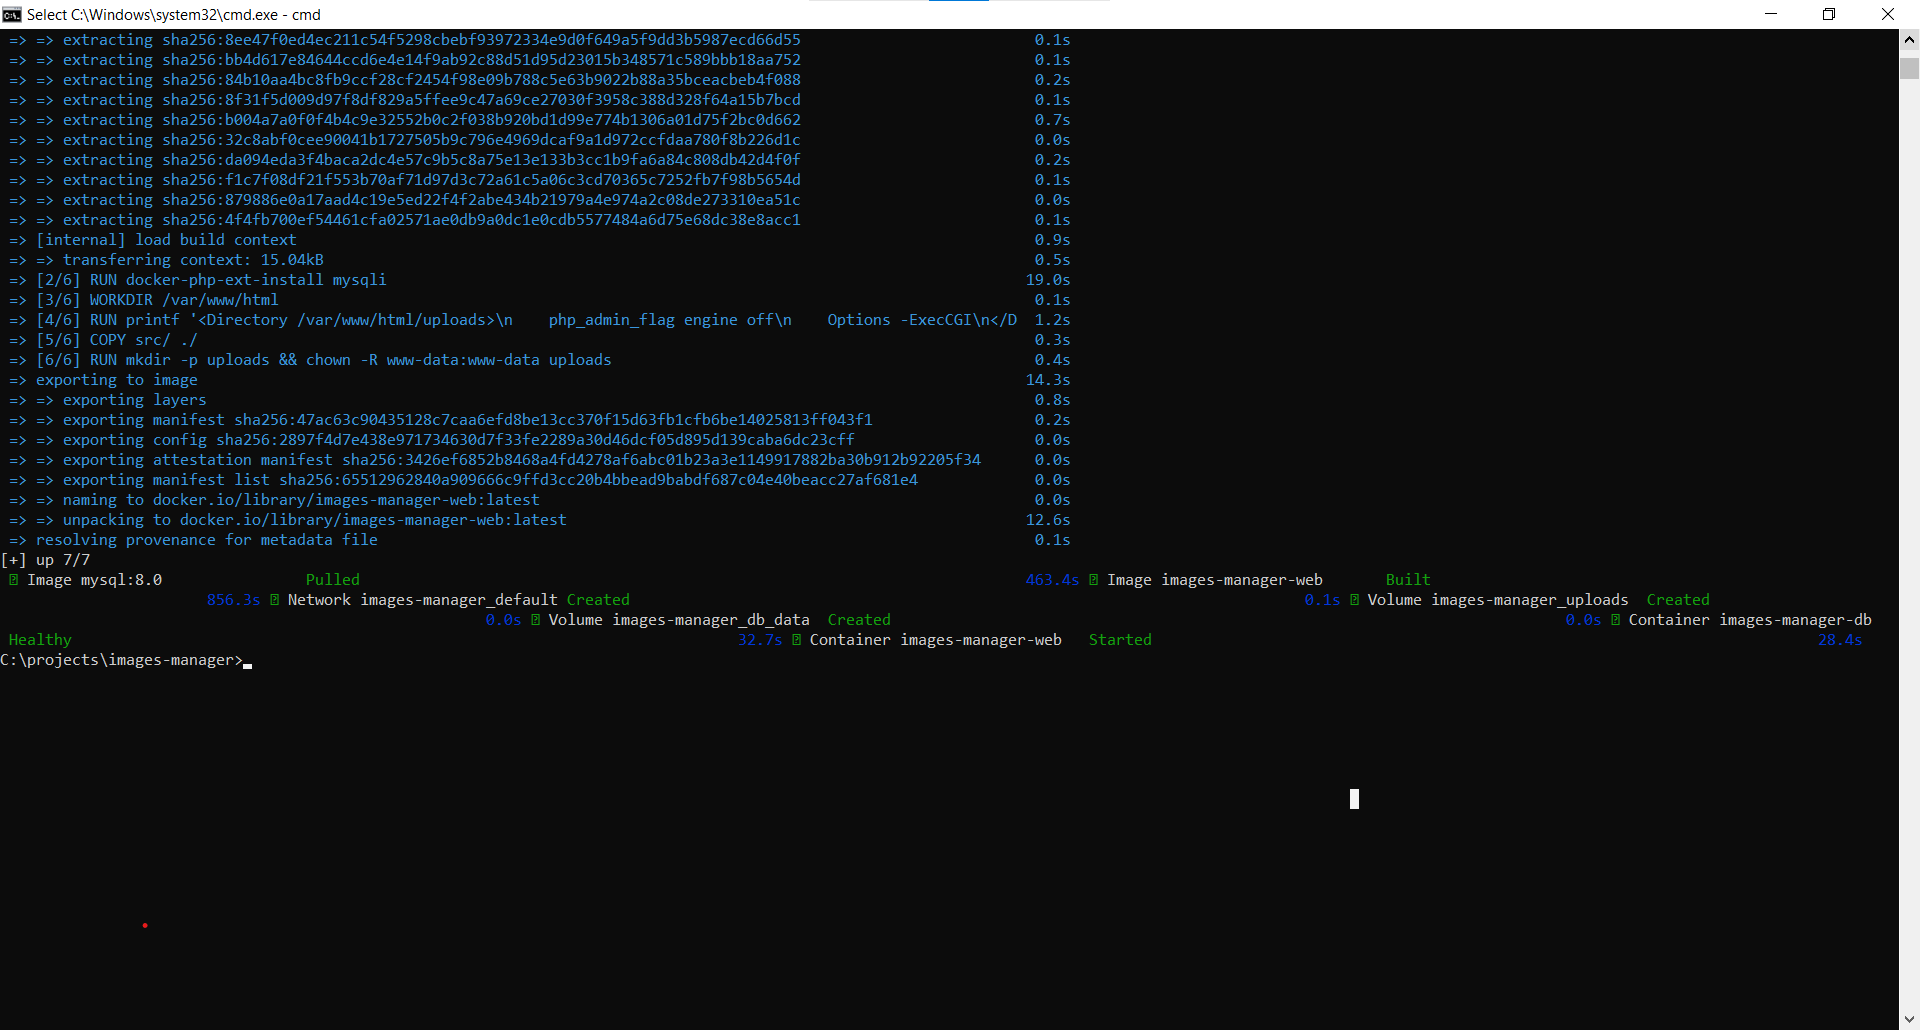 Select C:\Windows\system32\cmd.exe - cmd
=> => extracting sha256:8ee47f0ed4ec211c54f5298cbebf93972334e9d0f649a5f9dd3b5987ecd66d55 0.1s
=> => extracting sha256:bb4d617e84644ccd6e4e14f9ab92c88d51d95d23015b348571c589bbb18aa752 0.1s
=> => extracting sha256:84b10aa4bc8fb9ccf28cf2454f98e09b788c5e63b9022b88a35bceacbeb4f088 0.2s
=> => extracting sha256:8f31f5d009d97f8df829a5ffee9c47a69ce27030f3958c388d328f64a15b7bcd 0.1s
=> => extracting sha256:b004a7a0f0f4b4c9e32552b0c2f038b920bd1d99e774b1306a01d75f2bc0d662 0.7s
=> => extracting sha256:32c8abf0cee90041b1727505b9c796e4969dcaf9a1d972ccfdaa780f8b226d1c 0.0s
=> => extracting sha256:da094eda3f4baca2dc4e57c9b5c8a75e13e133b3cc1b9fa6a84c808db42d4f0f 0.2s
=> => extracting sha256:f1c7f08df21f553b70af71d97d3c72a61c5a06c3cd70365c7252fb7f98b5654d 0.1s
=> => extracting sha256:879886e0a17aad4c19e5ed22f4f2abe434b21979a4e974a2c08de273310ea51c 0.0s
=> => extracting sha256:4f4fb700ef54461cfa02571ae0db9a0dc1e0cdb5577484a6d75e68dc38e8acc1 0.1s
=> [internal] load build context 0.9s
=> => transferring context: 15.04kB 0.5s
=> [2/6] RUN docker-php-ext-install mysqli 19.0s
=> [3/6] WORKDIR /var/www/html 0.1s
=> [4/6] RUN printf '<Directory /var/www/html/uploads>\n    php_admin_flag engine off\n    Options -ExecCGI\n</D 1.2s
=> [5/6] COPY src/ ./ 0.3s
=> [6/6] RUN mkdir -p uploads && chown -R www-data:www-data uploads 0.4s
=> exporting to image 14.3s
=> => exporting layers 0.8s
=> => exporting manifest sha256:47ac63c90435128c7caa6efd8be13cc370f15d63fb1cfb6be14025813ff043f1 0.2s
=> => exporting config sha256:2897f4d7e438e971734630d7f33fe2289a30d46dcf05d895d139caba6dc23cff 0.0s
=> => exporting attestation manifest sha256:3426ef6852b8468a4fd4278af6abc01b23a3e1149917882ba30b912b92205f34 0.0s
=> => exporting manifest list sha256:65512962840a909666c9ffd3cc20b4bbead9babdf687c04e40beacc27af681e4 0.0s
=> => naming to docker.io/library/images-manager-web:latest 0.0s
=> => unpacking to docker.io/library/images-manager-web:latest 12.6s
=> resolving provenance for metadata file 0.1s
[+] up 7/7
Image mysql:8.0 Pulled 463.4s Image images-manager-web Built
856.3s Network images-manager_default Created 0.1s Volume images-manager_uploads Created
0.0s Volume images-manager_db_data Created 0.0s Container images-manager-db
Healthy 32.7s Container images-manager-web Started 28.4s
C:\projects\images-manager>